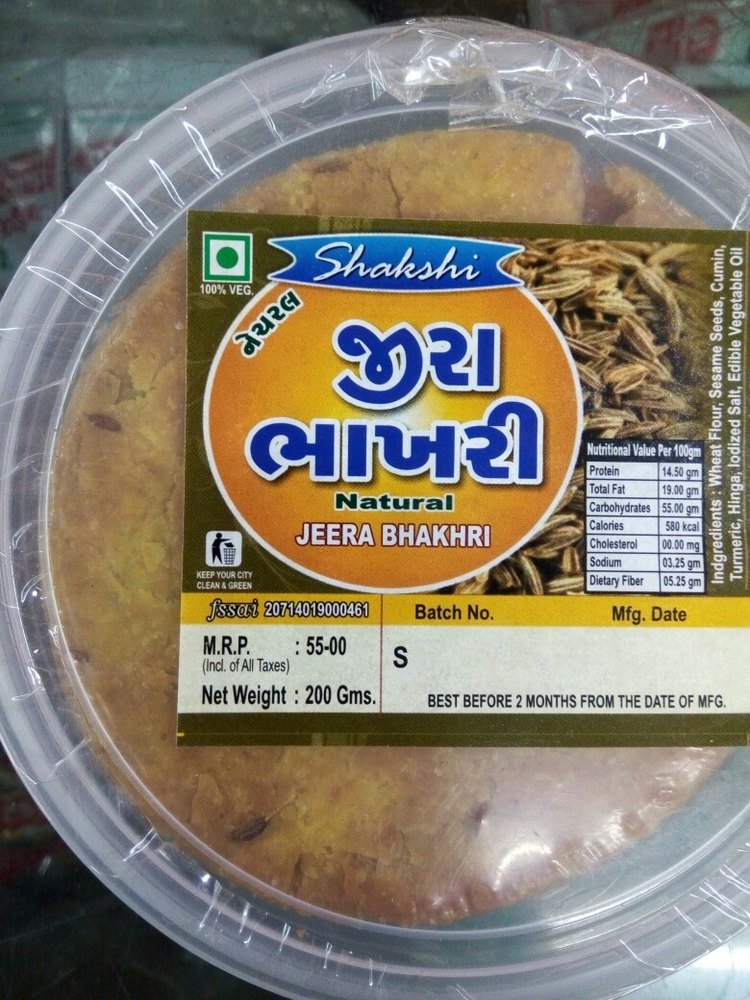 100% VEG.
Shakshi
નેચરલ
જીરા
ભાખરી
Natural
JEERA BHAKHRI
KEEP YOUR CITY
CLEAN & GREEN
Nutritional Value Per 100gm
Protein 14.50 gm
Total Fat 19.00 gm
Carbohydrates 55.00 gm
Calories 580 kcal
Cholesterol 00.00 mg
Sodium 03.25 gm
Dietary Fiber 05.25 gm
Indgredients : Wheat Flour, Sesame Seeds, Cumin,
Turmeric, Hinga, Iodized Salt, Edible Vegetable Oil
fssai 20714019000461
Batch No. Mfg. Date
M.R.P. : 55-00
(Incl. of All Taxes)
S
Net Weight : 200 Gms.
BEST BEFORE 2 MONTHS FROM THE DATE OF MFG.